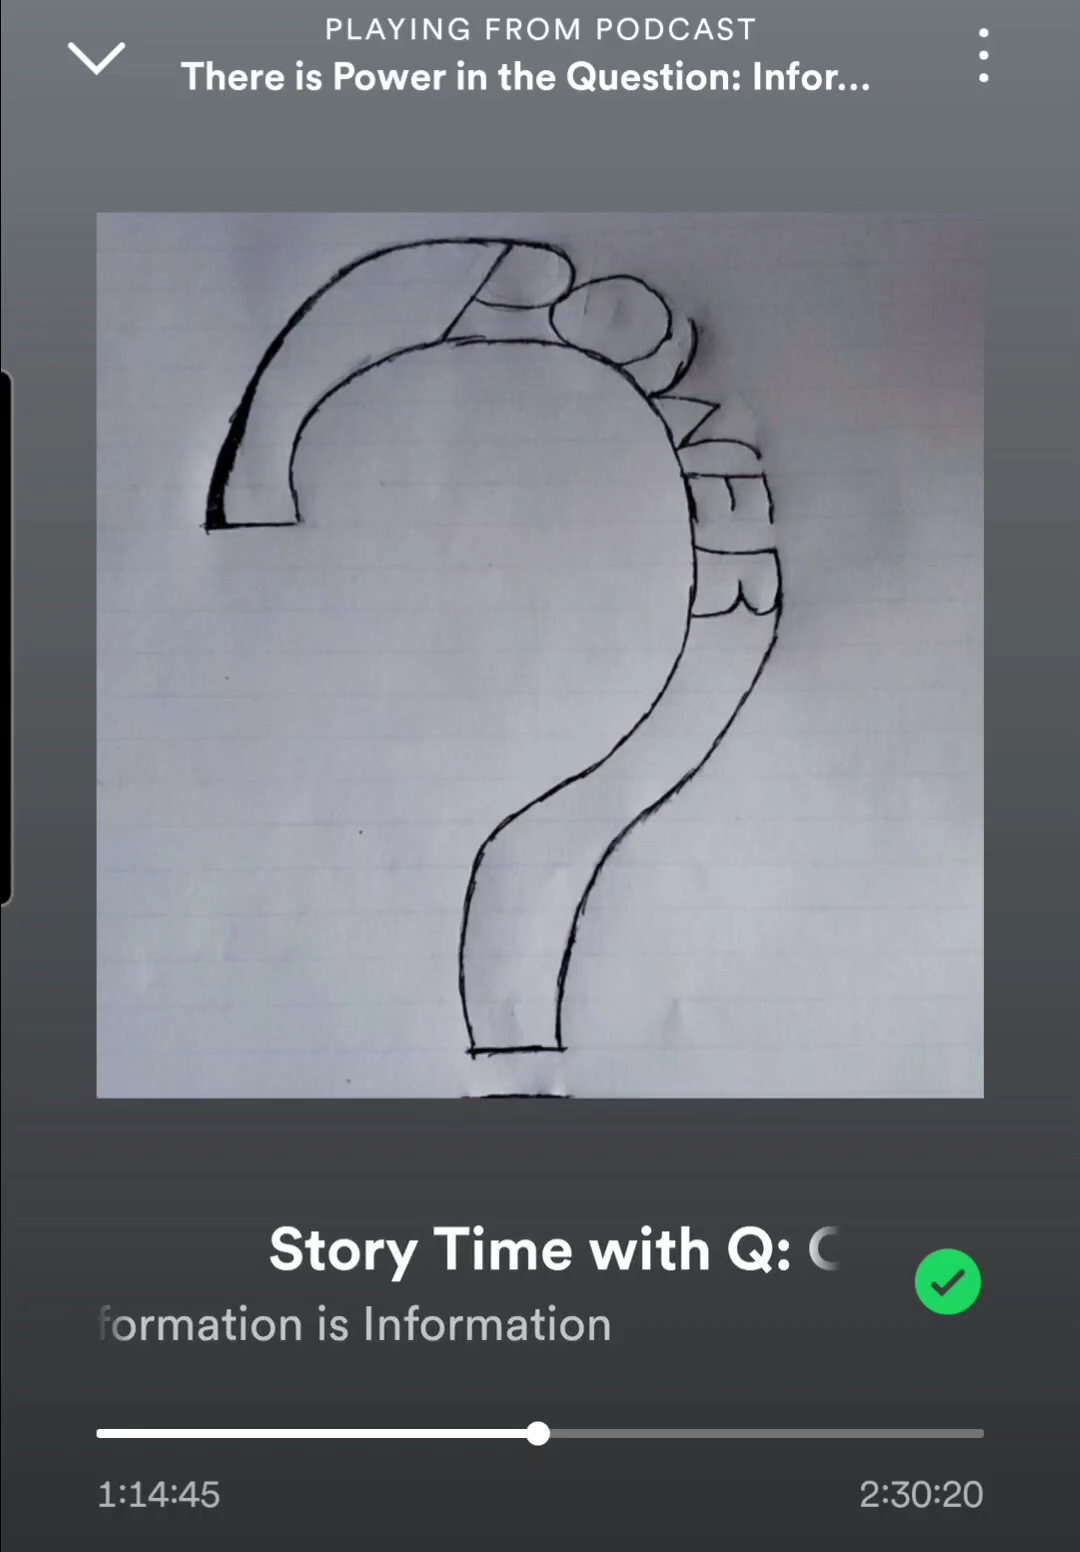 PLAYING FROM PODCAST
There is Power in the Question: Infor...
POWER
Story Time with Q:
formation is Information
1:14:45
2:30:20